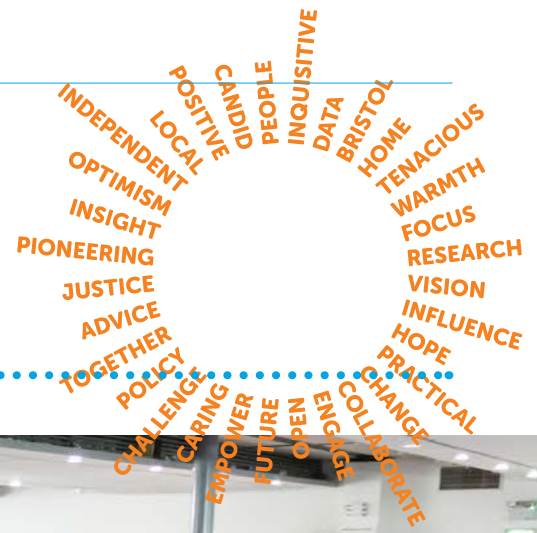 INQUISITIVE
DATA
BRISTOL
HOME
TENACIOUS
WARMTH
FOCUS
RESEARCH
VISION
INFLUENCE
HOPE
PRACTICAL
CHANGE
COLLABORATE
ENGAGE
OPEN
FUTURE
EMPOWER
CARING
CHALLENGE
POLICY
TOGETHER
ADVICE
JUSTICE
PIONEERING
INSIGHT
OPTIMISM
INDEPENDENT
LOCAL
POSITIVE
CANDID
PEOPLE